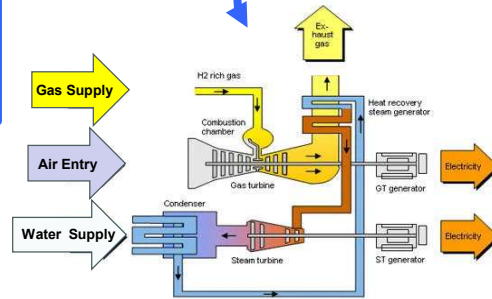 Ex-
haust
gas
Gas Supply
H2 rich gas
Heat recovery
steam generator
Combustion
chamber
Air Entry
Gas turbine
GT generator
Electricity
Condenser
Water Supply
Steam turbine
ST generator
Electricity